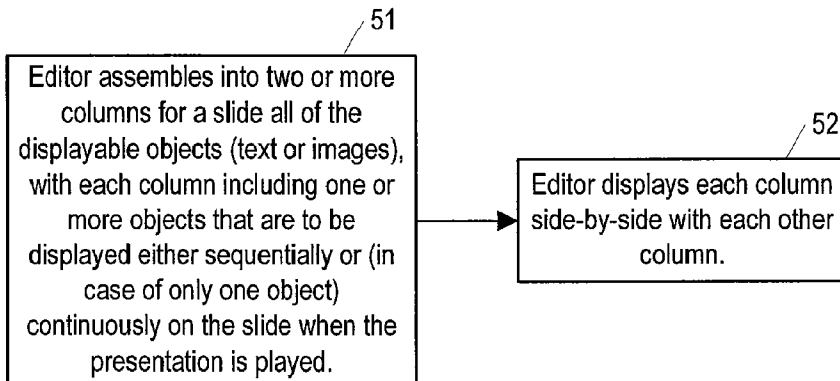 51
Editor assembles into two or more
columns for a slide all of the
displayable objects (text or images),
with each column including one or
more objects that are to be
displayed either sequentially or (in
case of only one object)
continuously on the slide when the
presentation is played.
52
Editor displays each column
side-by-side with each other
column.